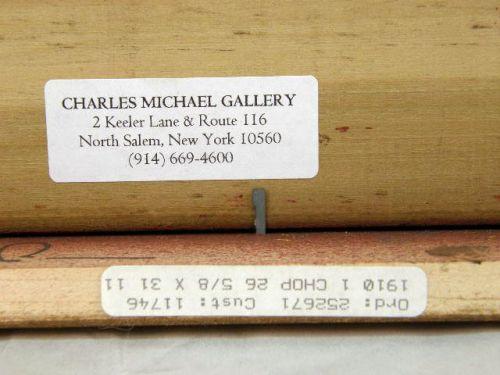 CHARLES MICHAEL GALLERY
2 Keeler Lane & Route 116
North Salem, New York 10560
(914) 669-4600
Ord: 252671 Cust: 11746
1910 1 CHOP 26 5/8 X 31 11